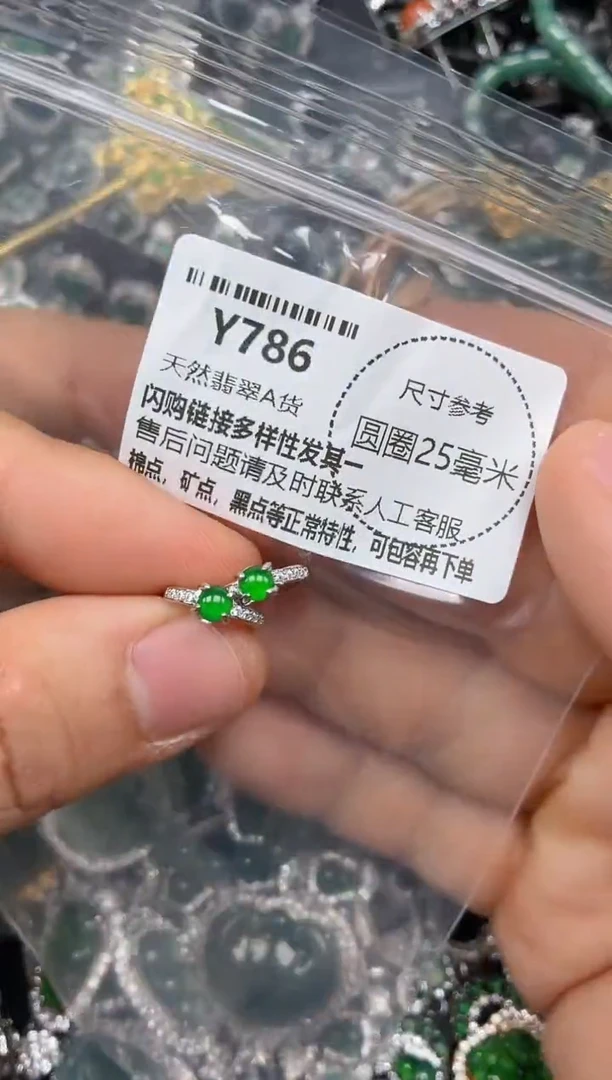 Y786
天然翡翠A货
闪购链接多样性发其一
售后问题请及时联系人工客服
棉点，矿点，黑点等正常特性，可包容再下单
尺寸参考
圆圈25毫米